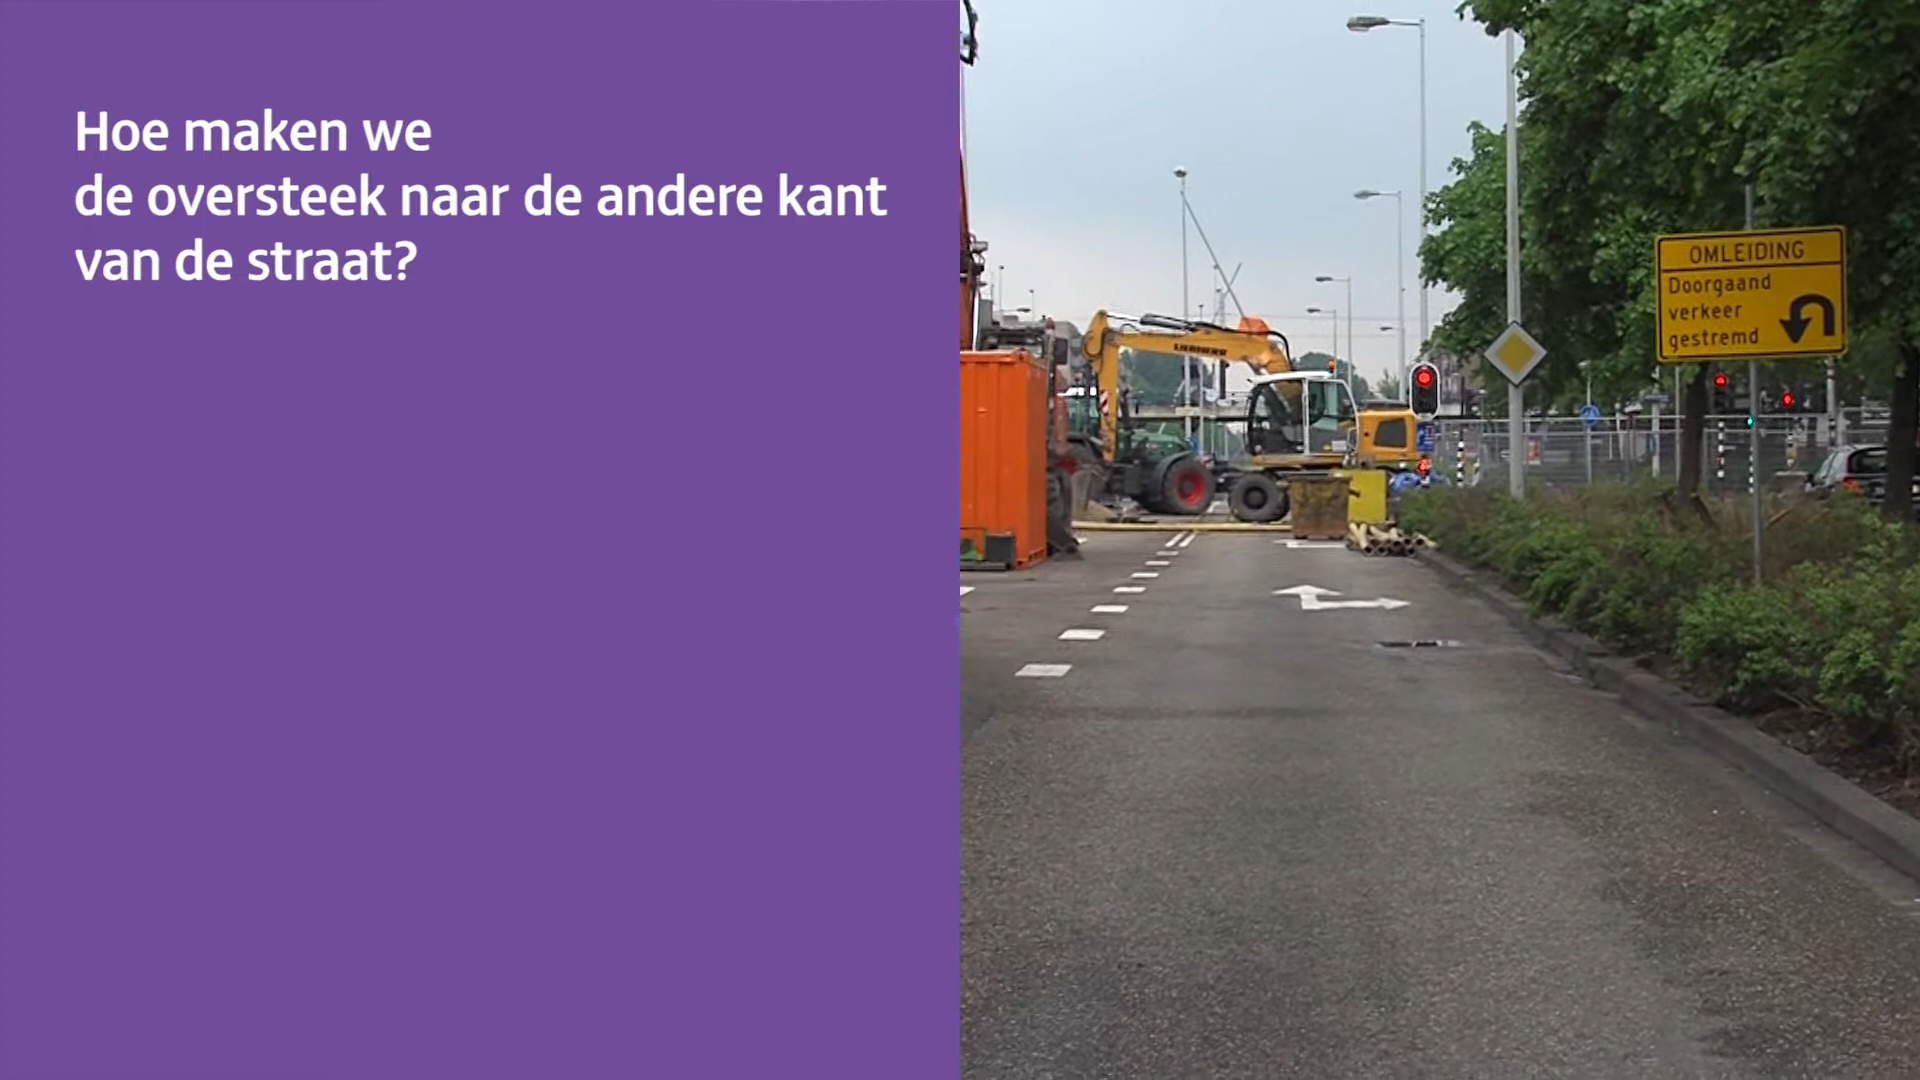 Hoe maken we
de oversteek naar de andere kant
van de straat?
LIEBHERR
OMLEIDING
Doorgaand
verkeer
gestremd